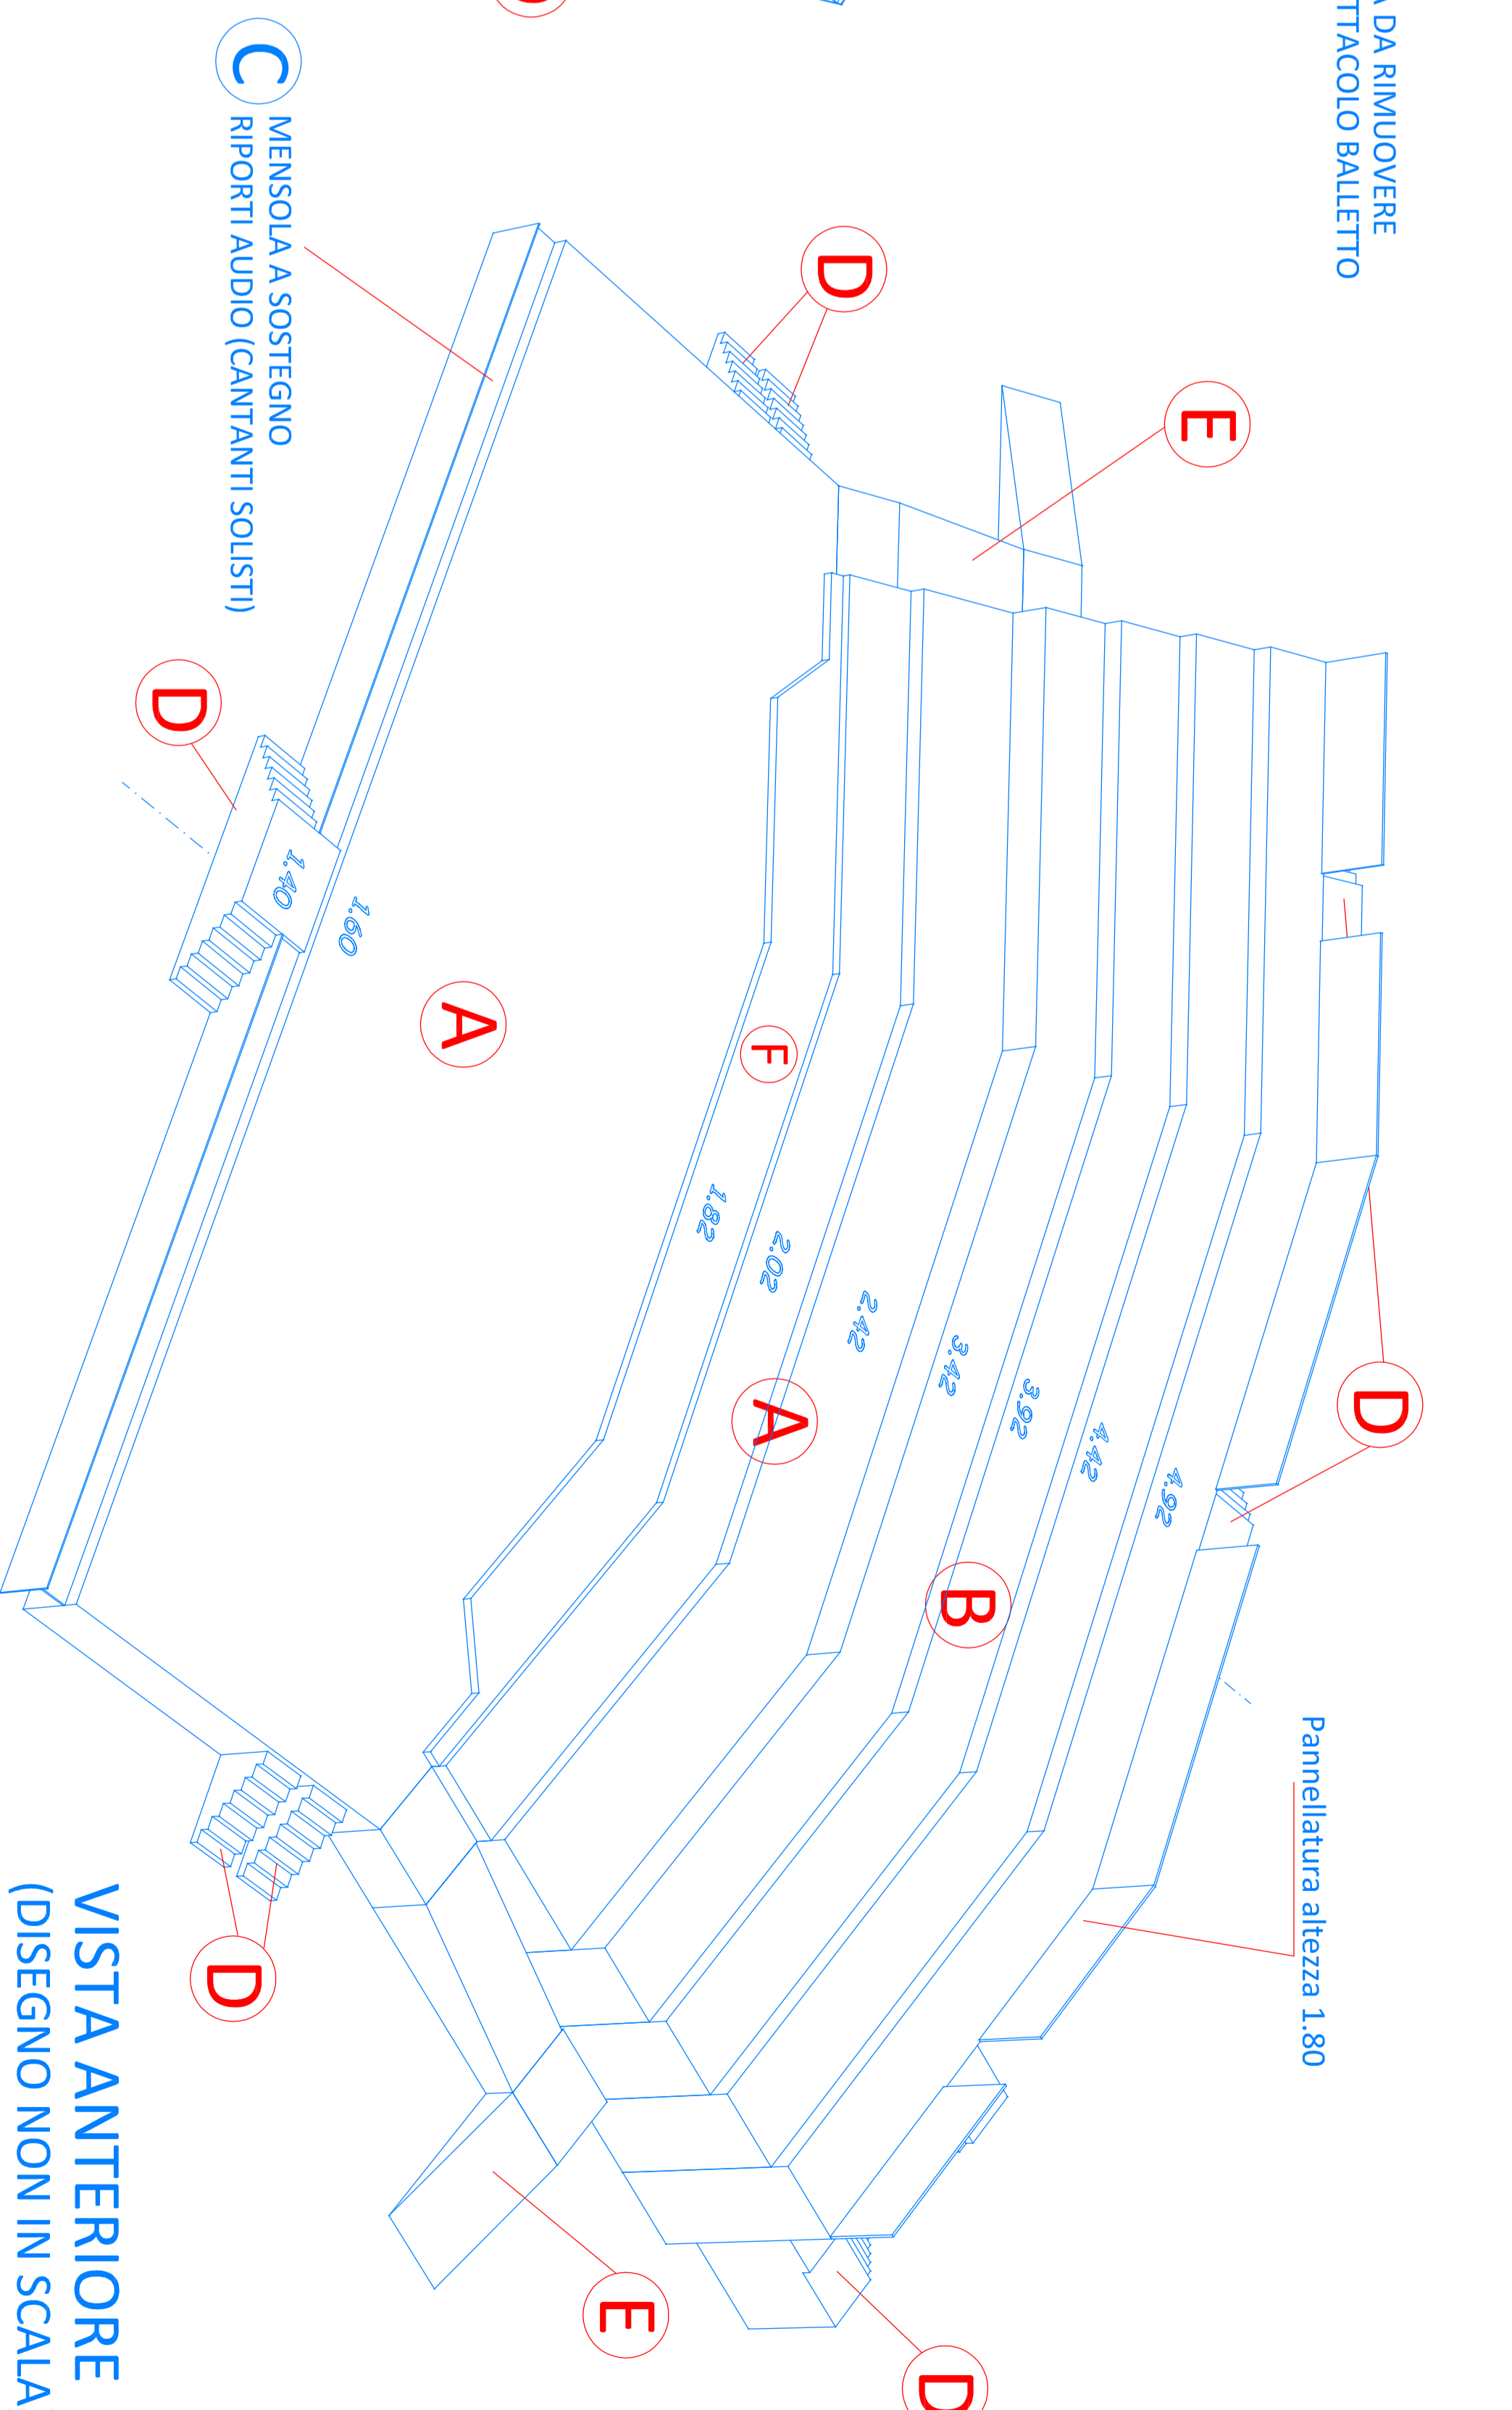 A DA RIMUOVERE
TTACOLO BALLETTO
C
MENSOLA A SOSTEGNO
RIPORTI AUDIO (CANTANTI SOLISTI)
D
E
D
1.40
1.60
A
F
1.82
2.02
2.42
3.42
3.92
4.42
4.92
A
B
D
Pannellatura altezza 1.80
D
E
D
VISTA ANTERIORE
(DISEGNO NON IN SCALA